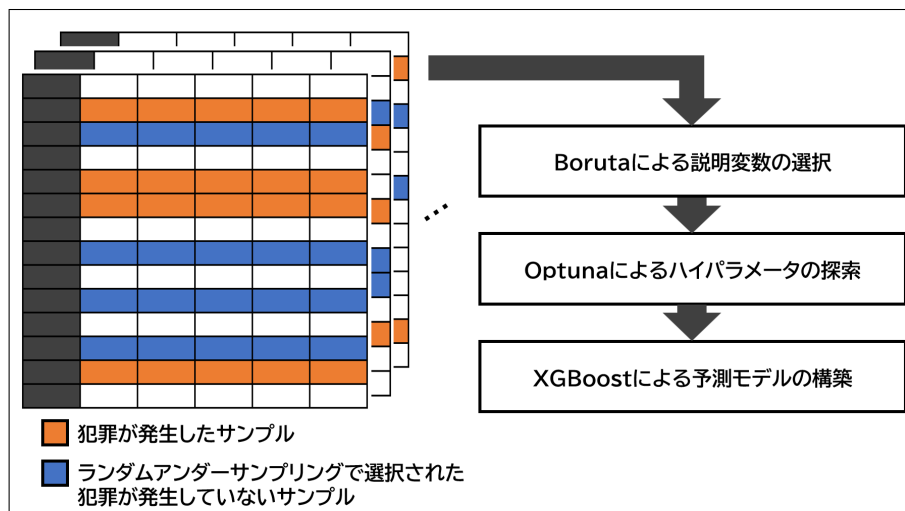 Borutaによる説明変数の選択
Optunaによるハイパラメータの探索
XGBoostによる予測モデルの構築
犯罪が発生したサンプル
ランダムアンダーサンプリングで選択された
犯罪が発生していないサンプル